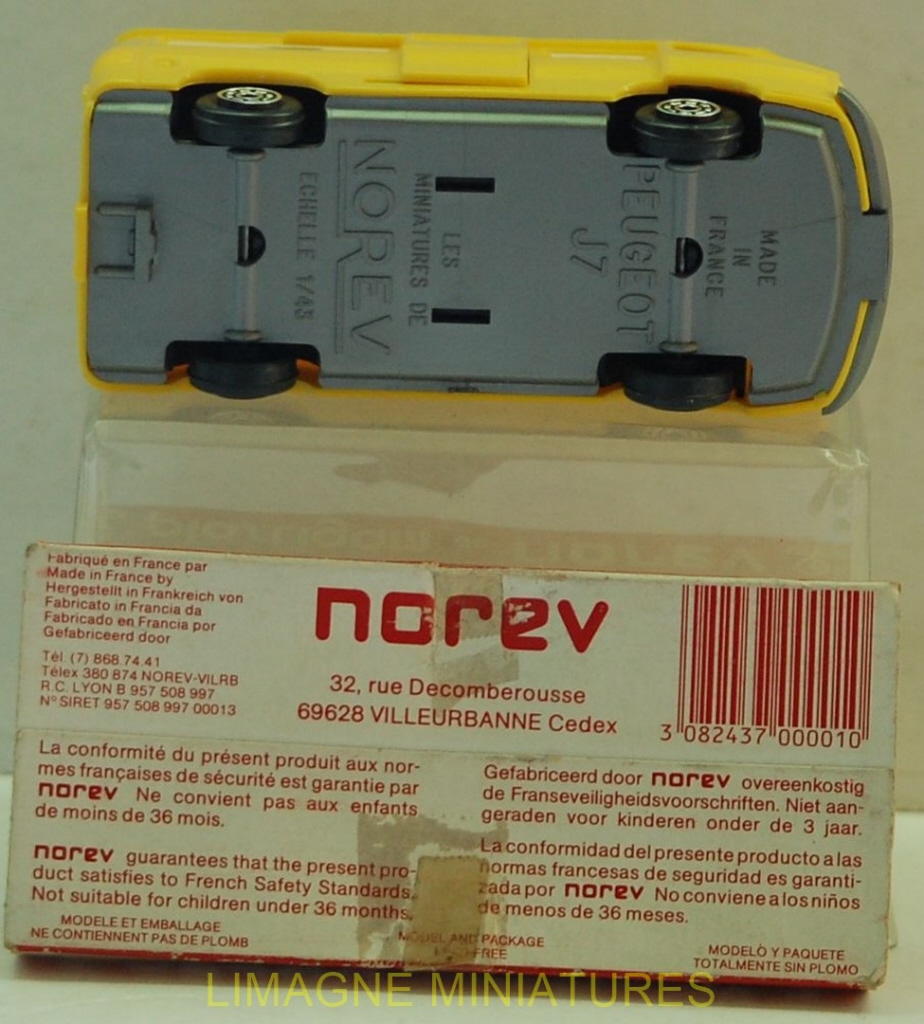 NOREV
ECHELLE 1/43
LES
MINIATURES DE
PEUGEOT
J7
MADE
IN
FRANCE
Fabriqué en France par
Made in France by
Hergestellt in Frankreich von
Fabricato in Francia da
Fabricado en Francia por
Gefabriceerd door
Tél. (7) 868.74.41
Télex 380 874 NOREV-VILRB
R.C. LYON B 957 508 997
N° SIRET 957 508 997 00013
norev
32, rue Decomberousse
69628 VILLEURBANNE Cedex
3 082437 000010
La conformité du présent produit aux nor-
mes françaises de sécurité est garantie par
norev Ne convient pas aux enfants
de moins de 36 mois.
norev guarantees that the present pro-
duct satisfies to French Safety Standards.
Not suitable for children under 36 months.
MODELE ET EMBALLAGE
NE CONTIENNENT PAS DE PLOMB
Gefabriceerd door norev overeenkostig
de Franseveiligheidsvoorschriften. Niet aan-
geraden voor kinderen onder de 3 jaar.
La conformidad del presente producto a las
normas francesas de seguridad es garanti-
zada por norev No conviene a los niños
de menos de 36 meses.
MODEL AND PACKAGE
FREE
MODELO Y PAQUETE
TOTALMENTE SIN PLOMO
LIMAGNE MINIATURES